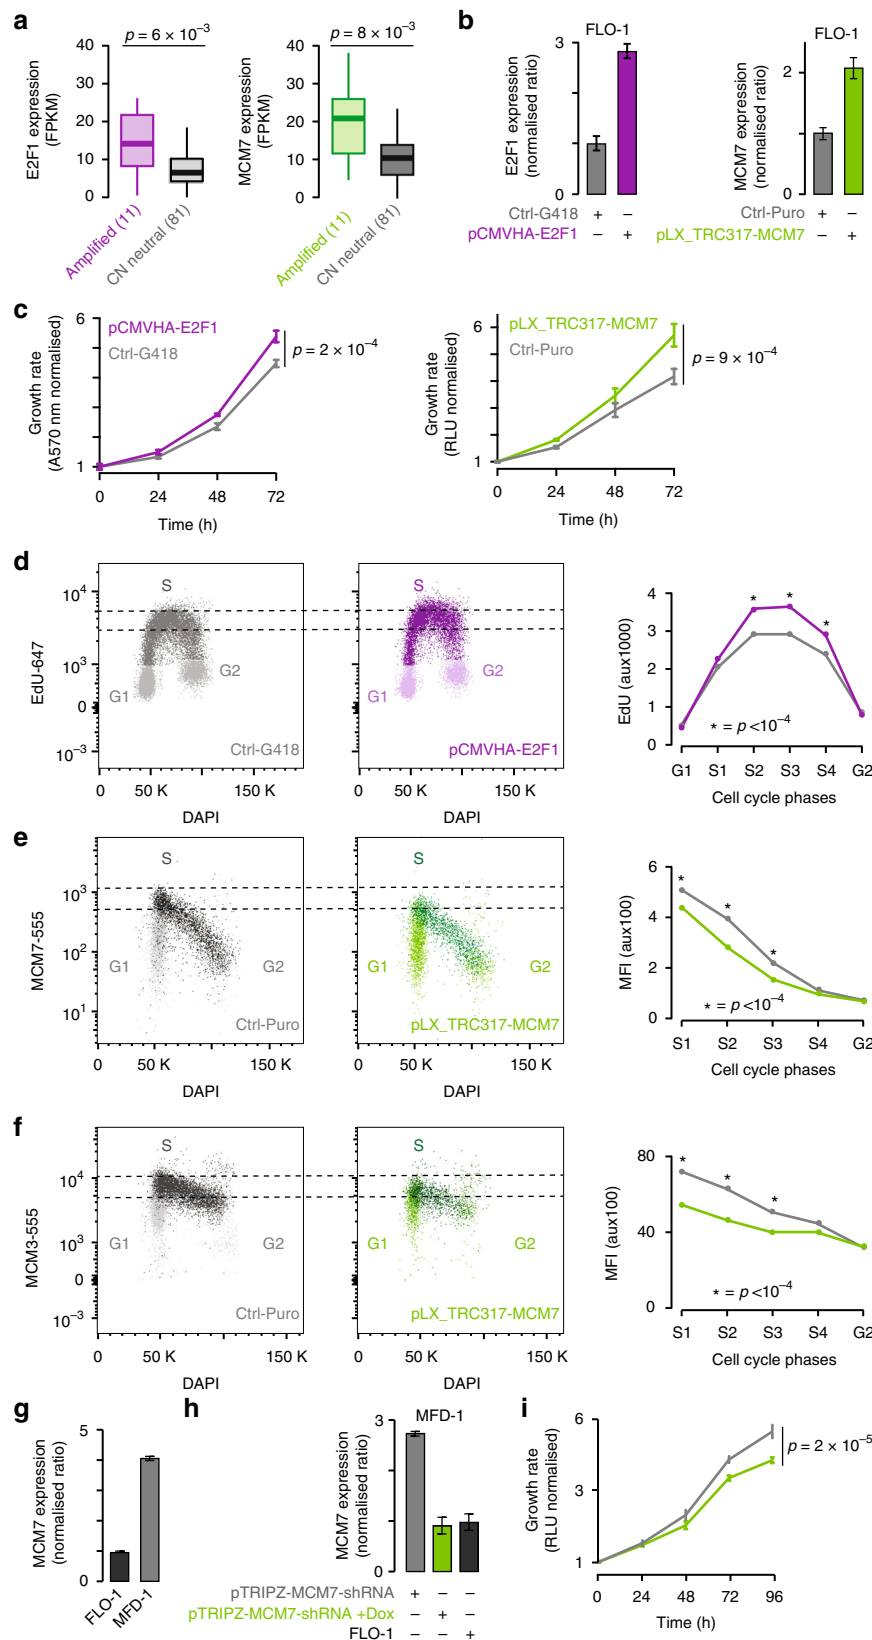 a
p = 6 × 10⁻³
E2F1 expression
(FPKM)
40
30
20
10
0
Amplified (11)
CN neutral (81)
p = 8 × 10⁻³
MCM7 expression
(FPKM)
40
30
20
10
0
Amplified (11)
CN neutral (81)
b
FLO-1
E2F1 expression
(normalised ratio)
3
0
Ctrl-G418 + –
pCMVHA-E2F1 – +
FLO-1
MCM7 expression
(normalised ratio)
2
0
Ctrl-Puro + –
pLX_TRC317-MCM7 – +
c
Growth rate
(A570 nm normalised)
6
1
pCMVHA-E2F1
Ctrl-G418
p = 2 × 10⁻⁴
0 24 48 72
Time (h)
Growth rate
(RLU normalised)
6
1
pLX_TRC317-MCM7
Ctrl-Puro
p = 9 × 10⁻⁴
0 24 48 72
Time (h)
d
EdU-647
10⁴
10³
0
10⁻³
S
G1
G2
Ctrl-G418
0 50 K 150 K
DAPI
S
G1
G2
pCMVHA-E2F1
0 50 K 150 K
DAPI
EdU (aux1000)
4
3
2
1
0
* * *
* = p <10⁻⁴
G1 S1 S2 S3 S4 G2
Cell cycle phases
e
MCM7-555
10³
10²
10¹
S
G1
G2
Ctrl-Puro
0 50 K 150 K
DAPI
S
G1
G2
pLX_TRC317-MCM7
0 50 K 150 K
DAPI
MFI (aux100)
6
4
2
0
* * *
* = p <10⁻⁴
S1 S2 S3 S4 G2
Cell cycle phases
f
MCM3-555
10⁴
10³
0
10⁻³
S
G1
G2
Ctrl-Puro
0 50 K 150 K
DAPI
S
G1
G2
pLX_TRC317-MCM7
0 50 K 150 K
DAPI
MFI (aux100)
80
40
0
* * *
* = p <10⁻⁴
S1 S2 S3 S4 G2
Cell cycle phases
g
MCM7 expression
(normalised ratio)
5
0
FLO-1
MFD-1
h
MFD-1
MCM7 expression
(normalised ratio)
3
0
pTRIPZ-MCM7-shRNA + – –
pTRIPZ-MCM7-shRNA +Dox – + –
FLO-1 – – +
i
Growth rate
(RLU normalised)
6
3
1
p = 2 × 10⁻⁵
0 24 48 72 96
Time (h)